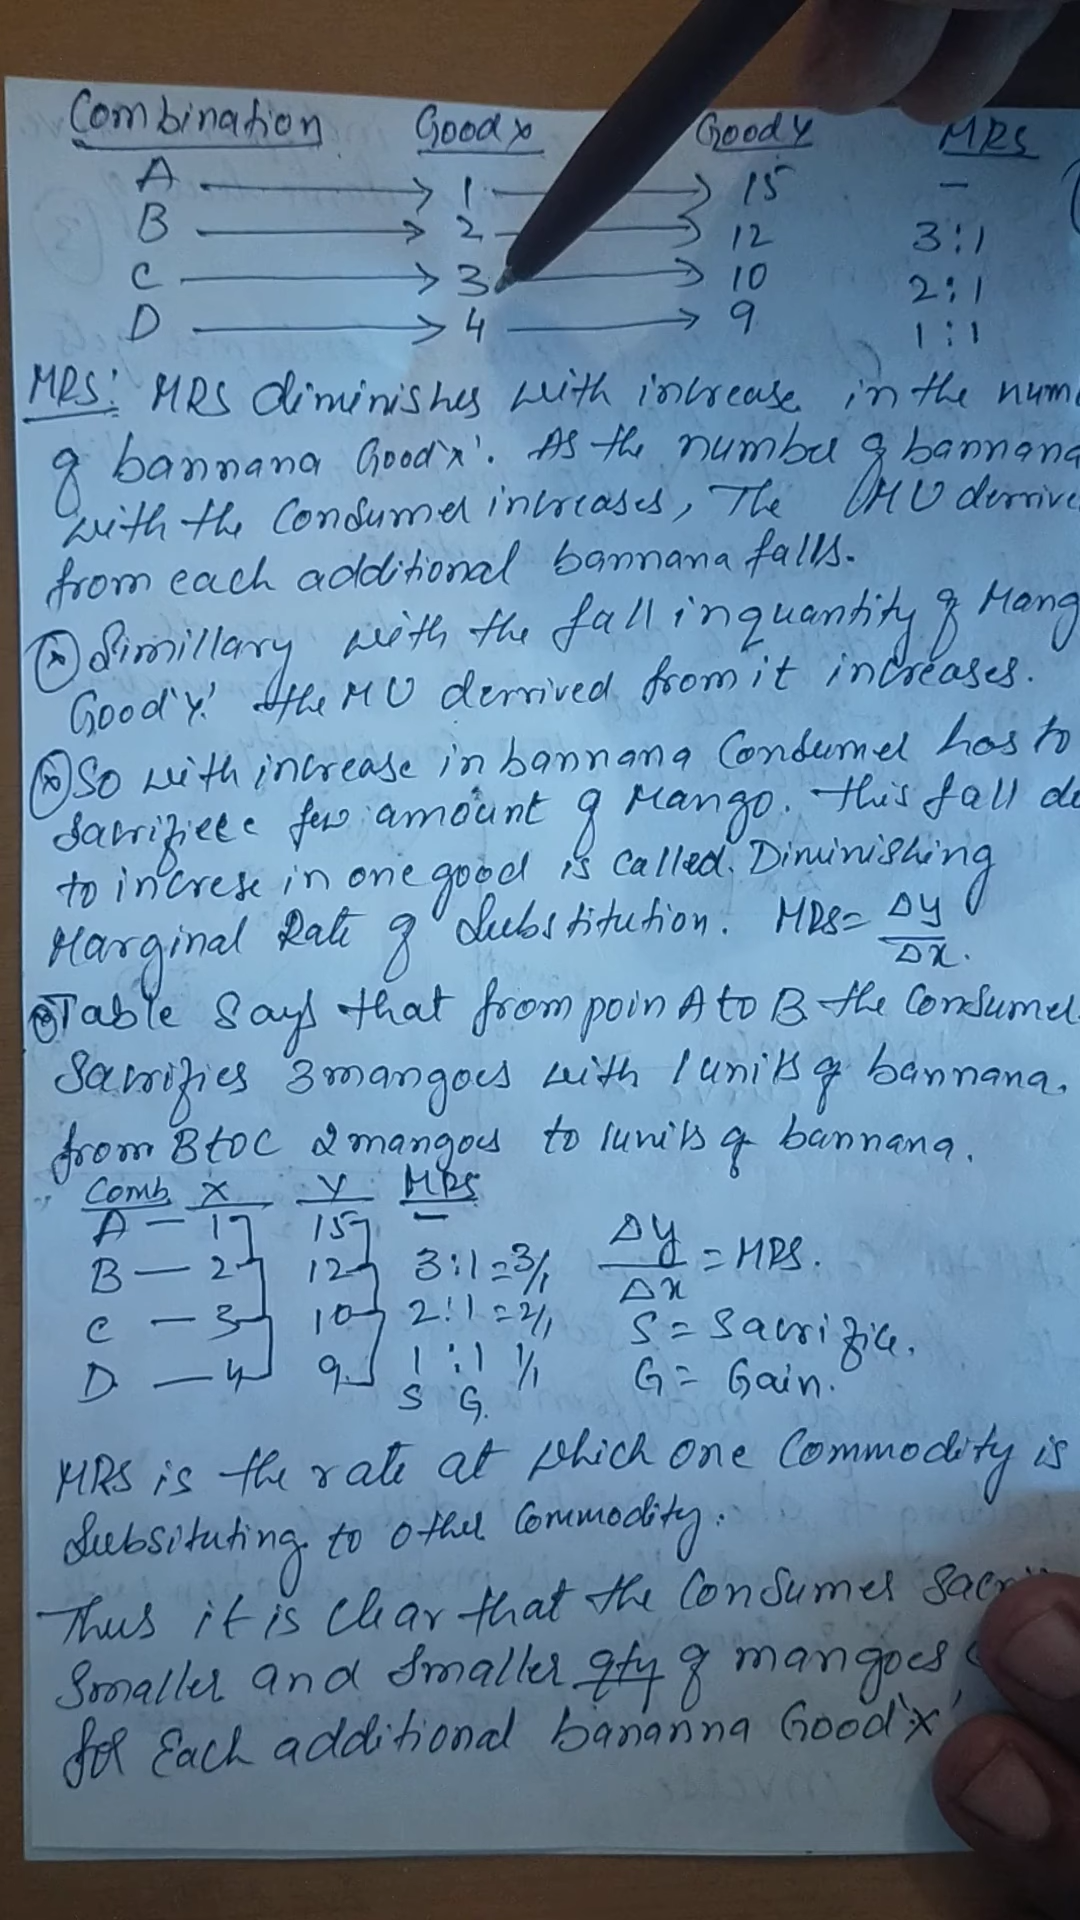 Combination Good x Good y MRS
A → 1 → 15 –
B → 2 → 12 3:1
C → 3 → 10 2:1
D → 4 → 9 1:1
MRS: MRS diminishes with increase in the num
of bannana Good 'x'. As the number of bannana
with the Consumer increases, The MU derrive
from each additional bannana falls.
Simillary with the fall in quantity of Mang
Good 'Y' the MU derrived from it increases.
So with increase in bannana Consumer has to
few amount of Mango. This fall
to increse in one good is called. Diminishing
Marginal Rate of Substitution. MRS= Δy/Δx.
Table Says that from poin A to B the Consumer
Sacrifies 3 mangoes with 1 units of bannana.
from B to C 2 mangoes to 1 units of bannana.
Comb X Y MRS
A – 1 15 –
B – 2 12 3:1 = 3/1 Δy/Δx = MRS.
C – 3 10 2:1 = 2/1 S = Sacrifice.
D – 4 9 1:1 1/1 G = Gain.
S G.
MRS is the rate at which one Commodity is
Subsituting to other Commodity.
Thus it is clear that the Consumer
Smaller and Smaller qty of mangoes
for Each additional bananna Good 'x'